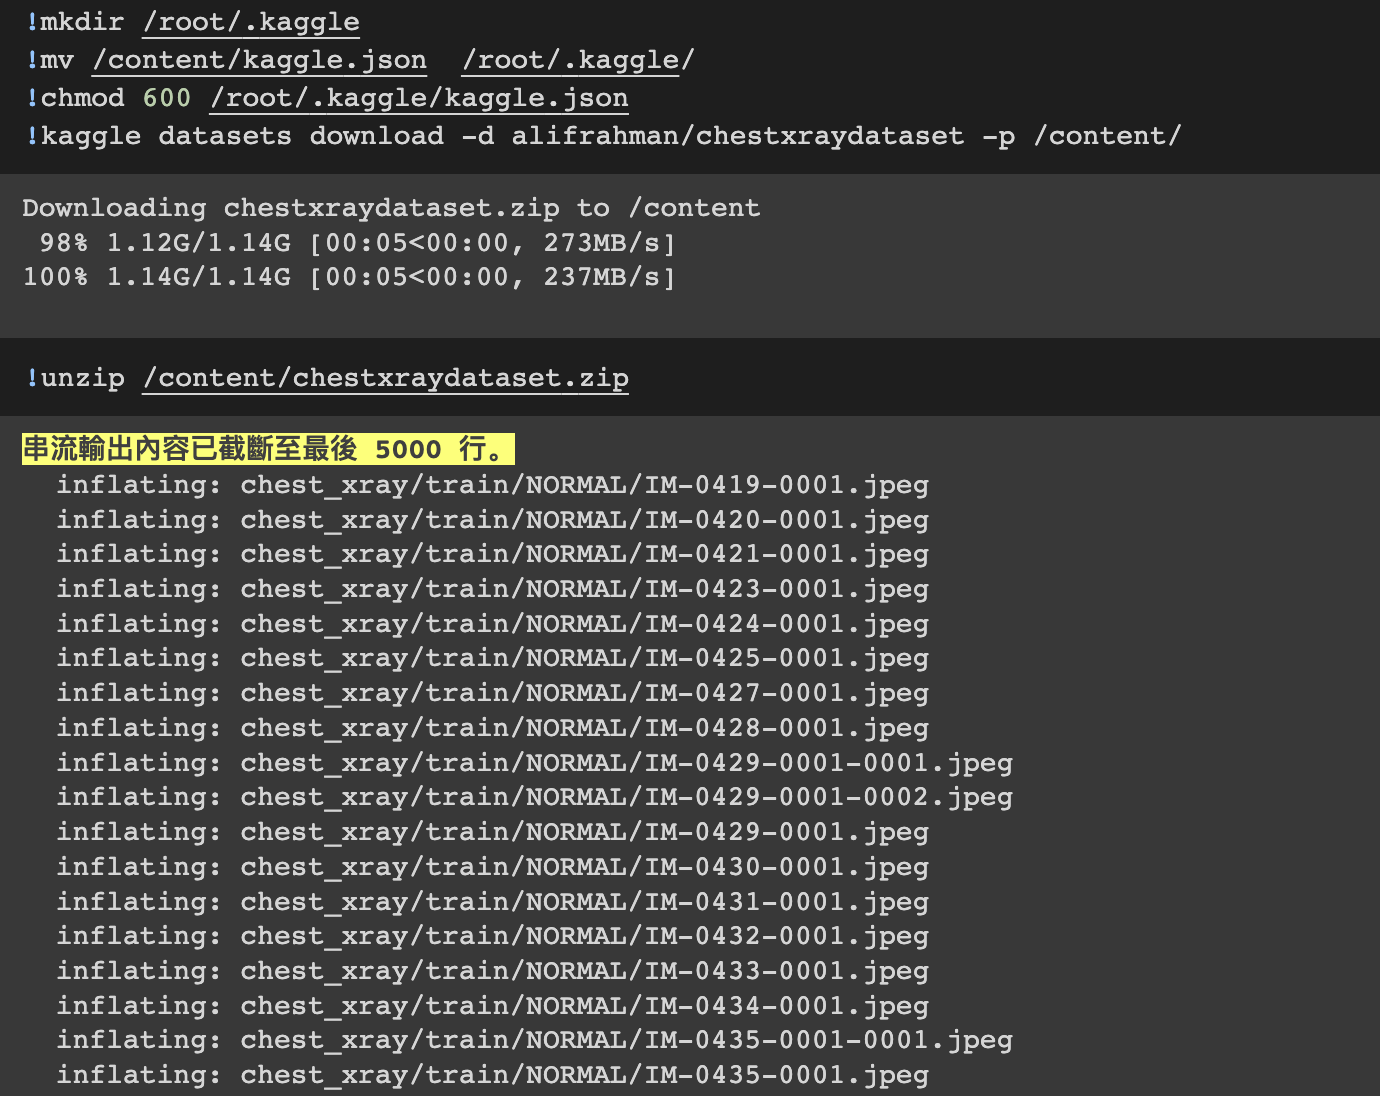 !mkdir /root/.kaggle
!mv /content/kaggle.json  /root/.kaggle/
!chmod 600 /root/.kaggle/kaggle.json
!kaggle datasets download -d alifrahman/chestxraydataset -p /content/
Downloading chestxraydataset.zip to /content
 98% 1.12G/1.14G [00:05<00:00, 273MB/s]
100% 1.14G/1.14G [00:05<00:00, 237MB/s]
!unzip /content/chestxraydataset.zip
串流輸出內容已截斷至最後 5000 行。
  inflating: chest_xray/train/NORMAL/IM-0419-0001.jpeg
  inflating: chest_xray/train/NORMAL/IM-0420-0001.jpeg
  inflating: chest_xray/train/NORMAL/IM-0421-0001.jpeg
  inflating: chest_xray/train/NORMAL/IM-0423-0001.jpeg
  inflating: chest_xray/train/NORMAL/IM-0424-0001.jpeg
  inflating: chest_xray/train/NORMAL/IM-0425-0001.jpeg
  inflating: chest_xray/train/NORMAL/IM-0427-0001.jpeg
  inflating: chest_xray/train/NORMAL/IM-0428-0001.jpeg
  inflating: chest_xray/train/NORMAL/IM-0429-0001-0001.jpeg
  inflating: chest_xray/train/NORMAL/IM-0429-0001-0002.jpeg
  inflating: chest_xray/train/NORMAL/IM-0429-0001.jpeg
  inflating: chest_xray/train/NORMAL/IM-0430-0001.jpeg
  inflating: chest_xray/train/NORMAL/IM-0431-0001.jpeg
  inflating: chest_xray/train/NORMAL/IM-0432-0001.jpeg
  inflating: chest_xray/train/NORMAL/IM-0433-0001.jpeg
  inflating: chest_xray/train/NORMAL/IM-0434-0001.jpeg
  inflating: chest_xray/train/NORMAL/IM-0435-0001-0001.jpeg
  inflating: chest_xray/train/NORMAL/IM-0435-0001.jpeg